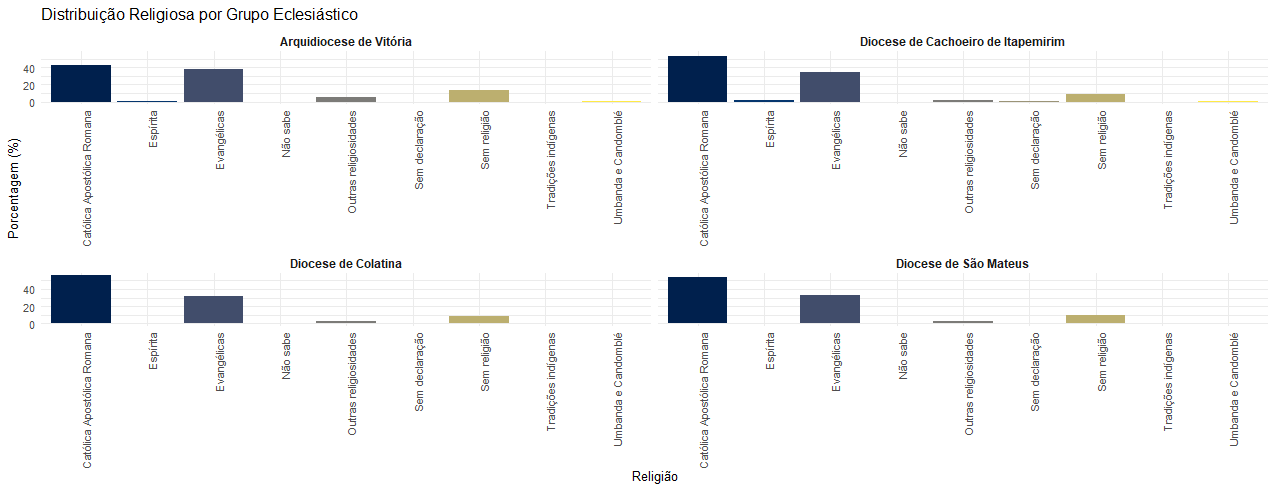 Distribuição Religiosa por Grupo Eclesiástico
Arquidiocese de Vitória
Diocese de Cachoeiro de Itapemirim
Porcentagem (%)
40
20
0
Católica Apostólica Romana
Espírita
Evangélicas
Não sabe
Outras religiosidades
Sem declaração
Sem religião
Tradições indígenas
Umbanda e Candomblé
Católica Apostólica Romana
Espírita
Evangélicas
Não sabe
Outras religiosidades
Sem declaração
Sem religião
Tradições indígenas
Umbanda e Candomblé
Diocese de Colatina
Diocese de São Mateus
40
20
0
Católica Apostólica Romana
Espírita
Evangélicas
Não sabe
Outras religiosidades
Sem declaração
Sem religião
Tradições indígenas
Umbanda e Candomblé
Católica Apostólica Romana
Espírita
Evangélicas
Não sabe
Outras religiosidades
Sem declaração
Sem religião
Tradições indígenas
Umbanda e Candomblé
Religião